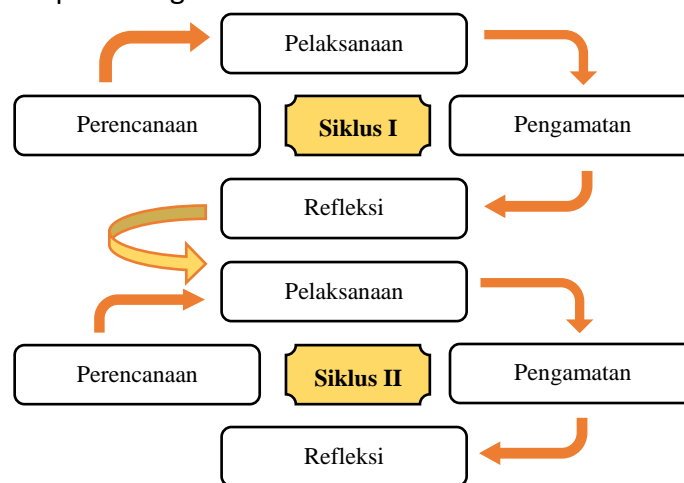 Pelaksanaan
Perencanaan
Siklus I
Pengamatan
Refleksi
Pelaksanaan
Perencanaan
Siklus II
Pengamatan
Refleksi